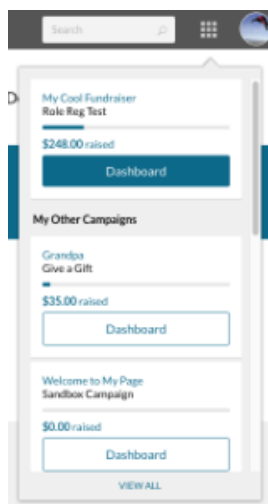 Search
My Cool Fundraiser
Role Reg Test
$248.00 raised
Dashboard
My Other Campaigns
Grandpa
Give a Gift
$35.00 raised
Dashboard
Welcome to My Page
Sandbox Campaign
$0.00 raised
Dashboard
VIEW ALL